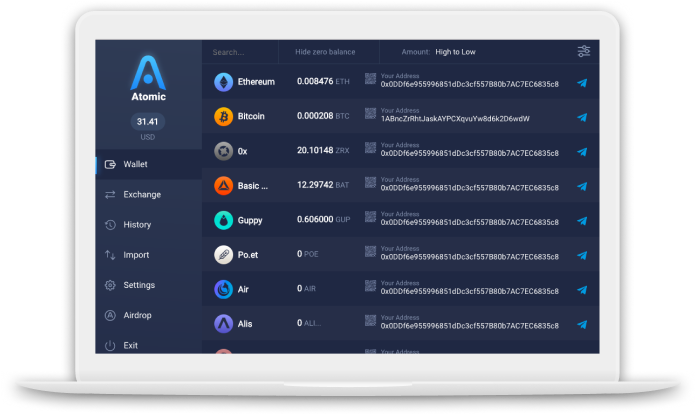 Search...
Hide zero balance
Amount: High to Low
Atomic
31.41
USD
Wallet
Exchange
History
Import
Settings
Airdrop
Exit
Ethereum 0.008476 ETH Your Address
0x0DDf6e955996851dDc3cf557B80b7AC7EC6835c8
Bitcoin 0.000208 BTC Your Address
1ABncZrRhtJaskAYPCXqvuYw8d6k2D6wdW
0x 20.10148 ZRX Your Address
0x0DDf6e955996851dDc3cf557B80b7AC7EC6835c8
Basic ... 12.29742 BAT Your Address
0x0DDf6e955996851dDc3cf557B80b7AC7EC6835c8
Guppy 0.606000 GUP Your Address
0x0DDf6e955996851dDc3cf557B80b7AC7EC6835c8
Po.et 0 POE Your Address
0x0DDf6e955996851dDc3cf557B80b7AC7EC6835c8
Air 0 AIR Your Address
0x0DDf6e955996851dDc3cf557B80b7AC7EC6835c8
Alis 0 ALI... Your Address
0x0DDf6e955996851dDc3cf557B80b7AC7EC6835c8
Your Address